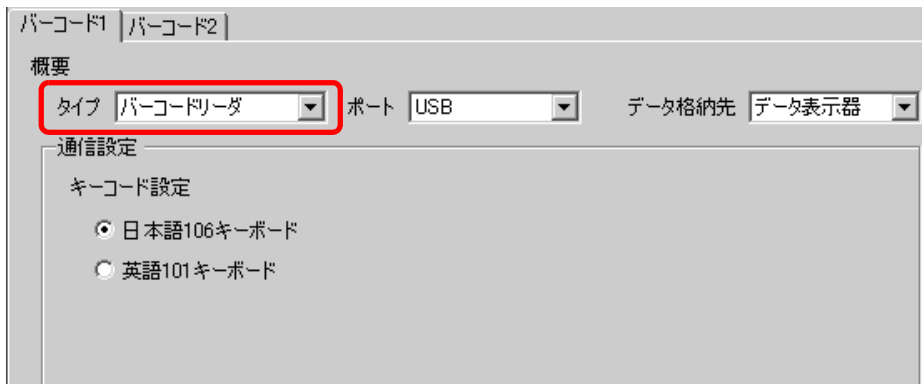 バーコード1 バーコード2
概要
タイプ バーコードリーダ ポート USB データ格納先 データ表示器
通信設定
キーコード設定
日本語106キーボード
英語101キーボード